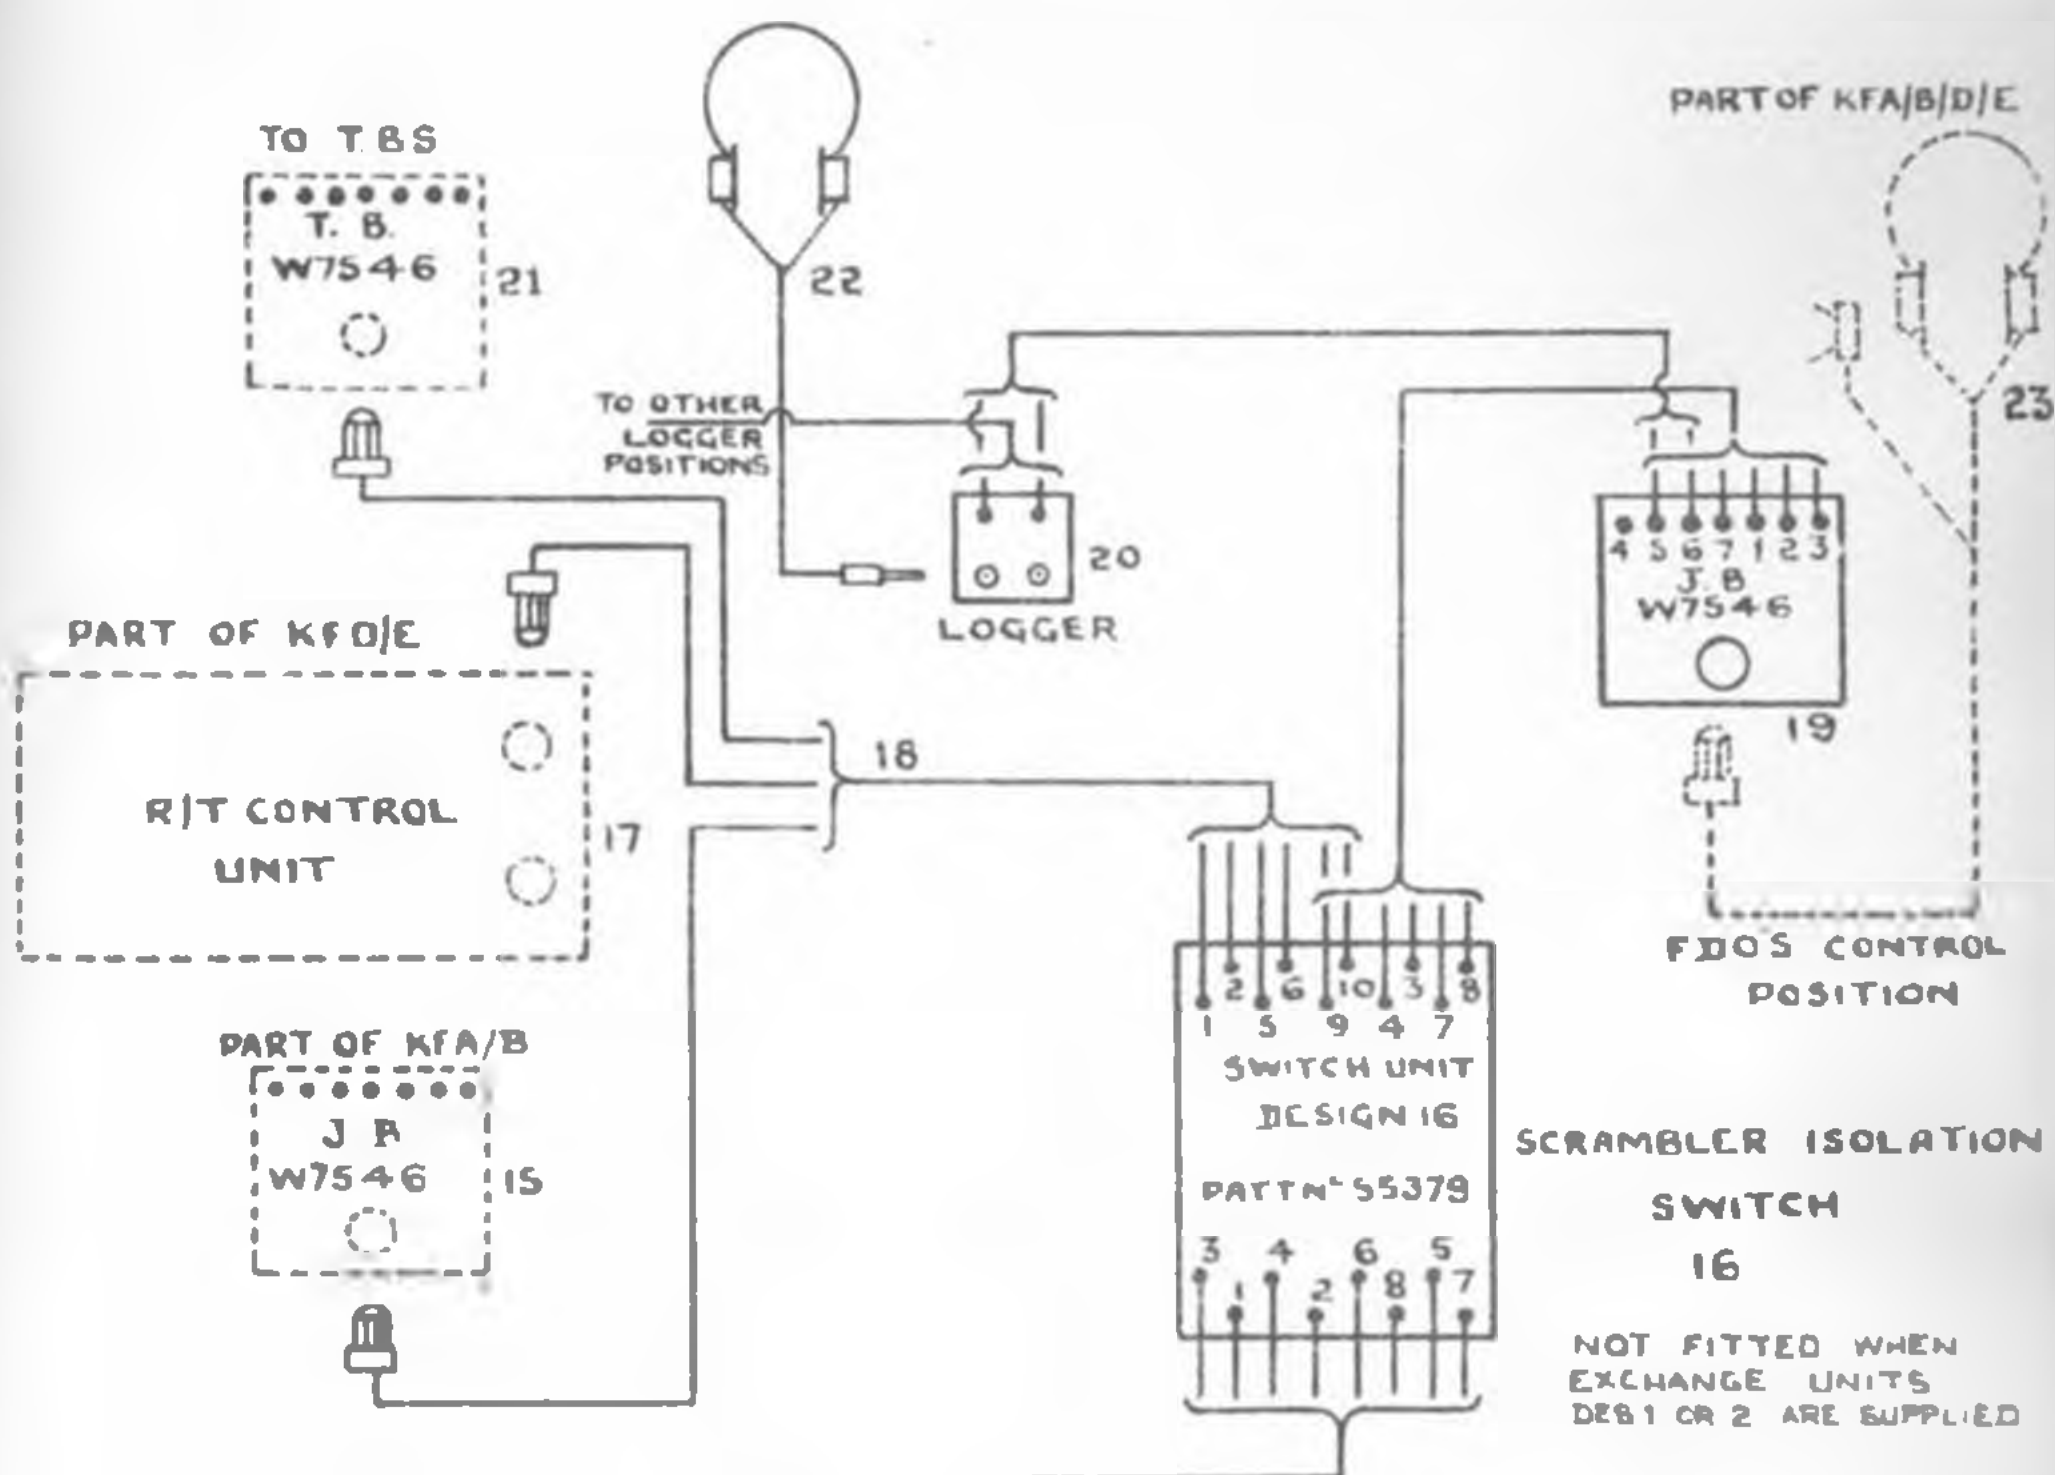 PART OF KFA/B/D/E
TO T.B.S
T. B.
W7546
21
22
23
TO OTHER
LOGGER
POSITIONS
20
LOGGER
4 5 6 7 1 2 3
J. B
W7546
19
PART OF KFD/E
R/T CONTROL
UNIT
17
18
FDOS CONTROL
POSITION
2 6 10 3 8
1 5 9 4 7
SWITCH UNIT
DESIGN 16
PATTNº 55379
3 4 6 5
1 2 8 7
PART OF KFA/B
J B
W7546
15
SCRAMBLER ISOLATION
SWITCH
16
NOT FITTED WHEN
EXCHANGE UNITS
DES 1 OR 2 ARE SUPPLIED